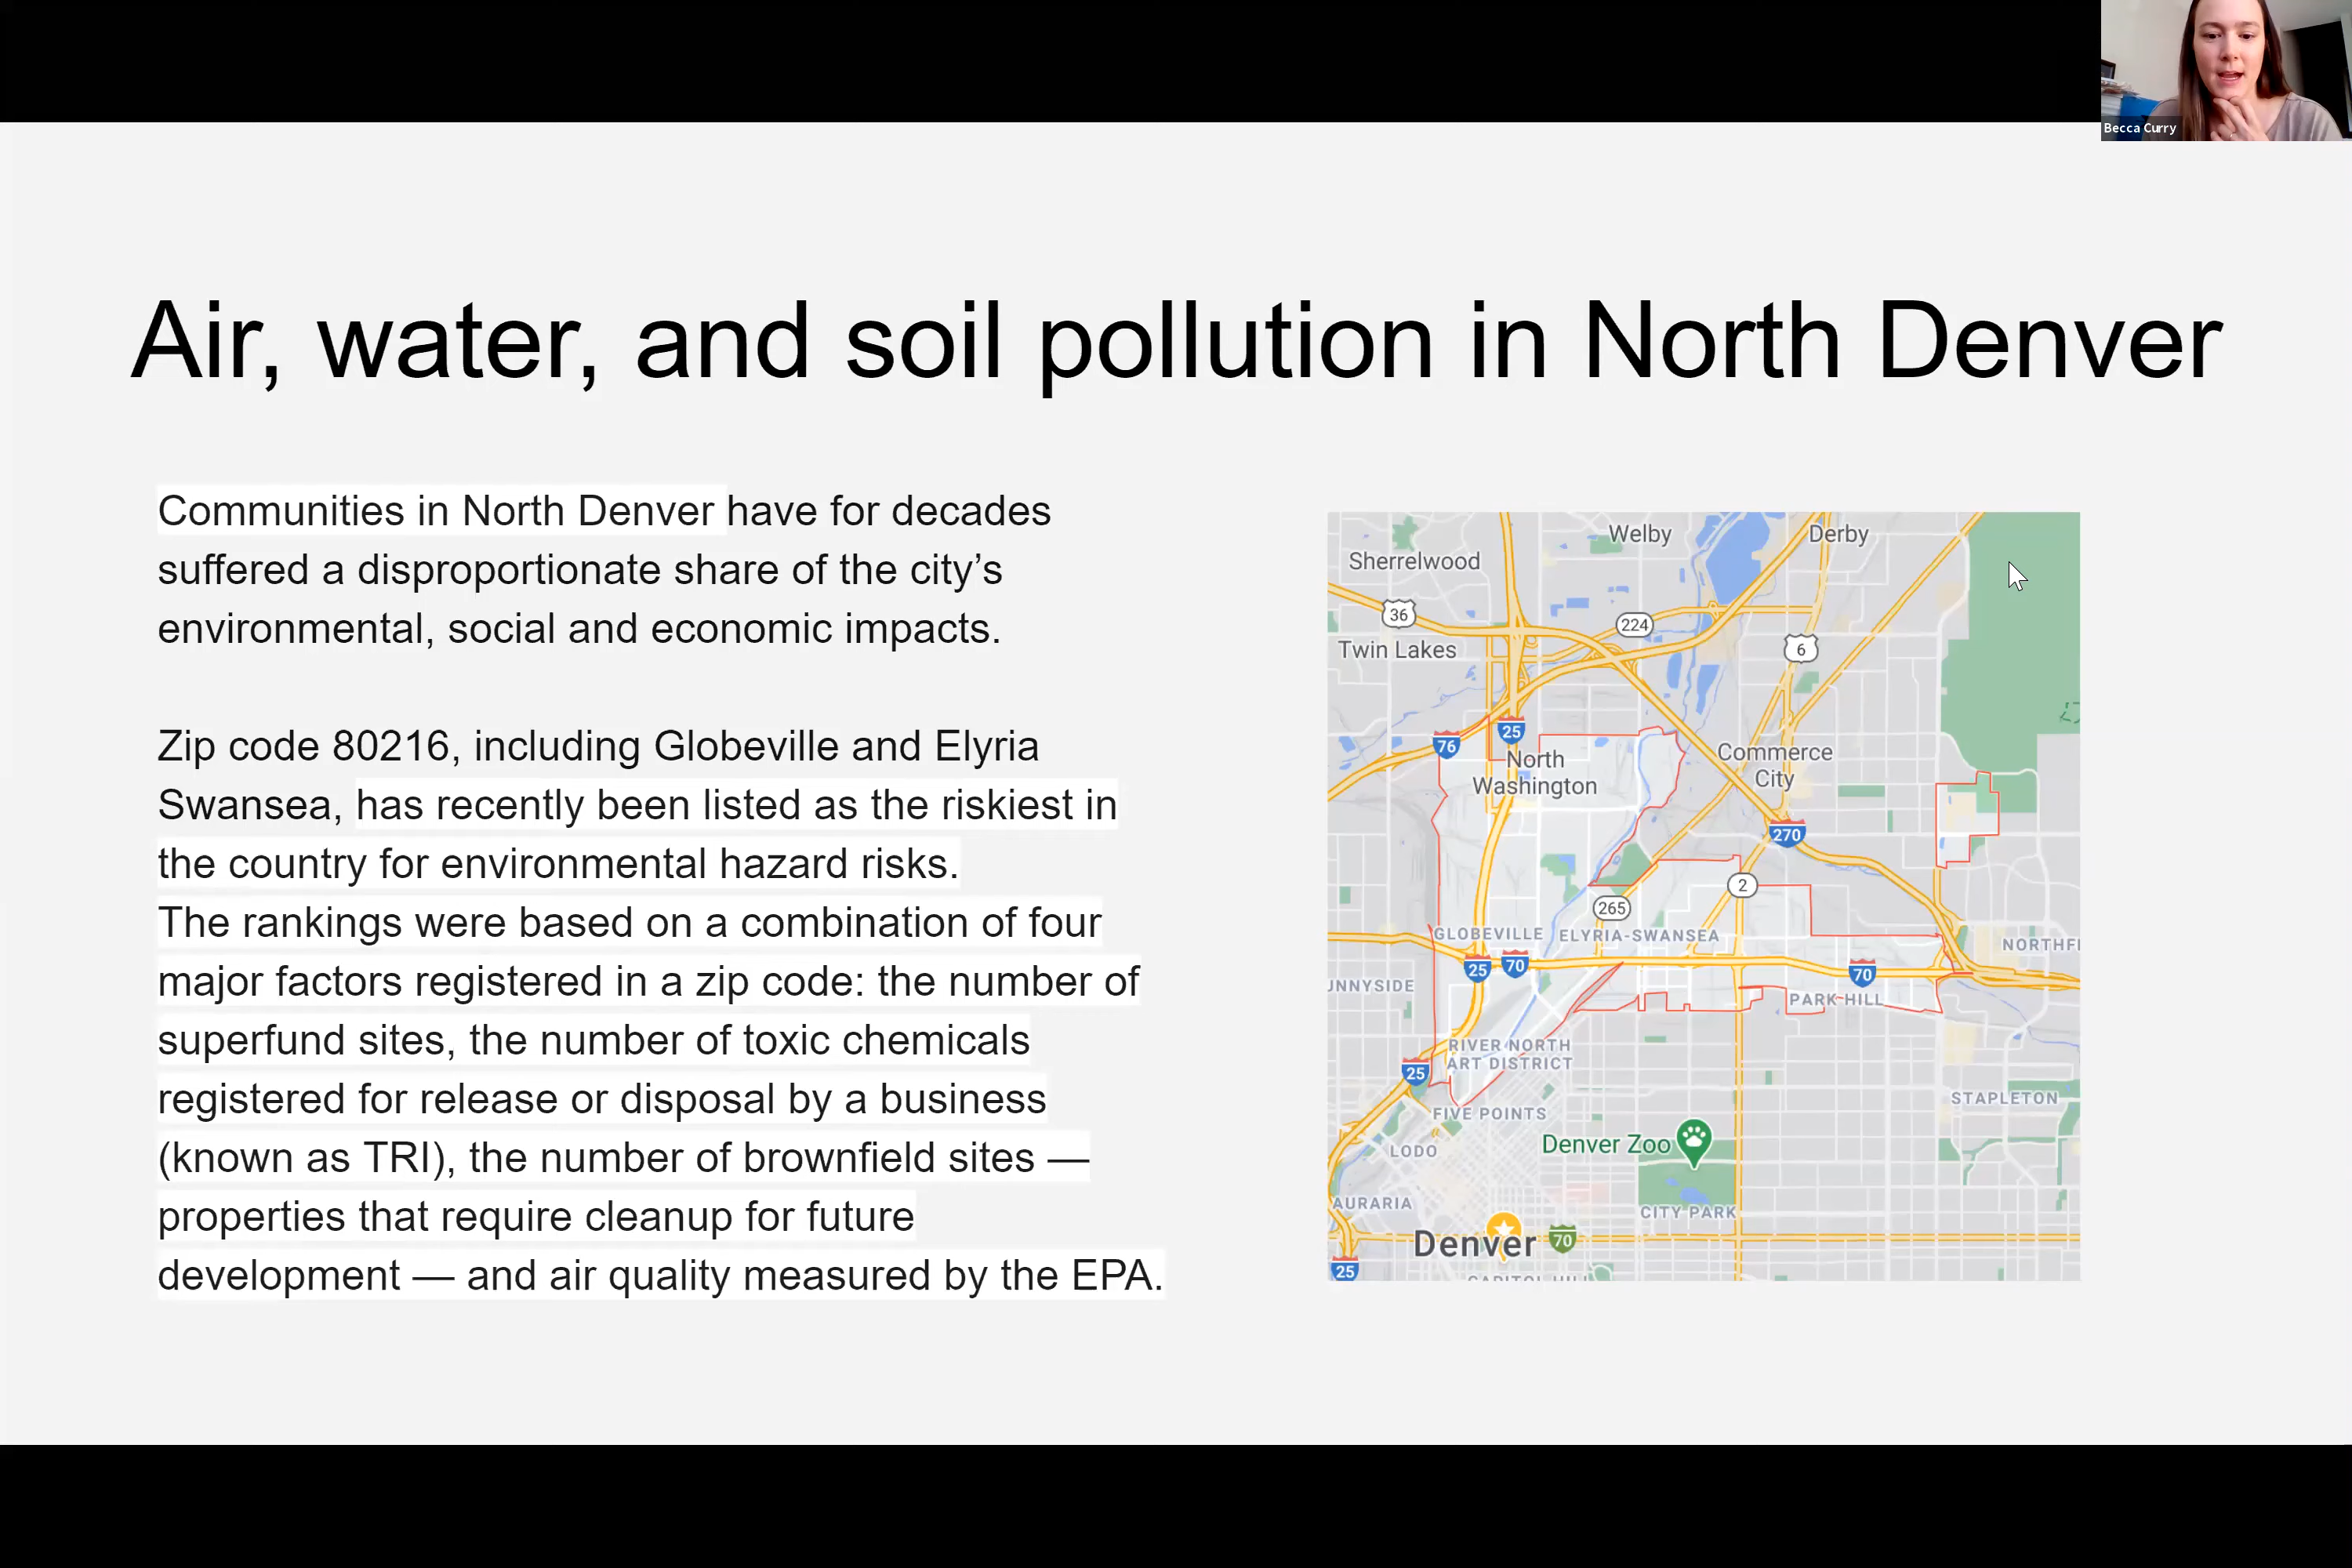 Becca Curry
Air, water, and soil pollution in North Denver
Communities in North Denver have for decades
suffered a disproportionate share of the city’s
environmental, social and economic impacts.
Zip code 80216, including Globeville and Elyria
Swansea, has recently been listed as the riskiest in
the country for environmental hazard risks.
The rankings were based on a combination of four
major factors registered in a zip code: the number of
superfund sites, the number of toxic chemicals
registered for release or disposal by a business
(known as TRI), the number of brownfield sites —
properties that require cleanup for future
development — and air quality measured by the EPA.
Welby
Derby
Sherrelwood
36
224
Twin Lakes
6
25
76
North
Washington
Commerce
City
270
2
265
GLOBEVILLE
ELYRIA-SWANSEA
NORTHFI
25
70
70
UNNYSIDE
PARK HILL
RIVER NORTH
ART DISTRICT
25
STAPLETON
FIVE POINTS
Denver Zoo
LODO
AURARIA
CITY PARK
Denver
70
25
CAPITOL HILL